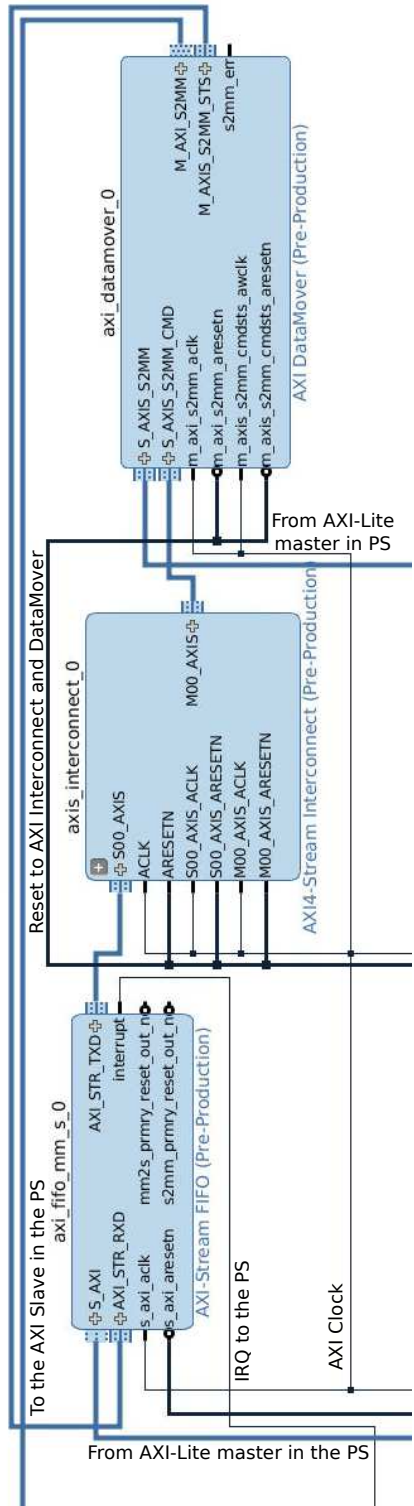 axi_datamover_0
M_AXI_S2MM
M_AXIS_S2MM_STS
s2mm_err
S_AXIS_S2MM
S_AXIS_S2MM_CMD
m_axi_s2mm_aclk
m_axi_s2mm_aresetn
m_axis_s2mm_cmdsts_awclk
m_axis_s2mm_cmdsts_aresetn
AXI DataMover (Pre-Production)
From AXI-Lite
master in PS
Reset to AXI Interconnect and DataMover
axis_interconnect_0
M00_AXIS
S00_AXIS
ACLK
ARESETN
S00_AXIS_ACLK
S00_AXIS_ARESETN
M00_AXIS_ACLK
M00_AXIS_ARESETN
AXI4-Stream Interconnect (Pre-Production)
axi_fifo_mm_s_0
AXI_STR_TXD
interrupt
mm2s_prmry_reset_out_n
s2mm_prmry_reset_out_n
S_AXI
AXI_STR_RXD
s_axi_aclk
s_axi_aresetn
AXI-Stream FIFO (Pre-Production)
To the AXI Slave in the PS
IRQ to the PS
AXI Clock
From AXI-Lite master in the PS